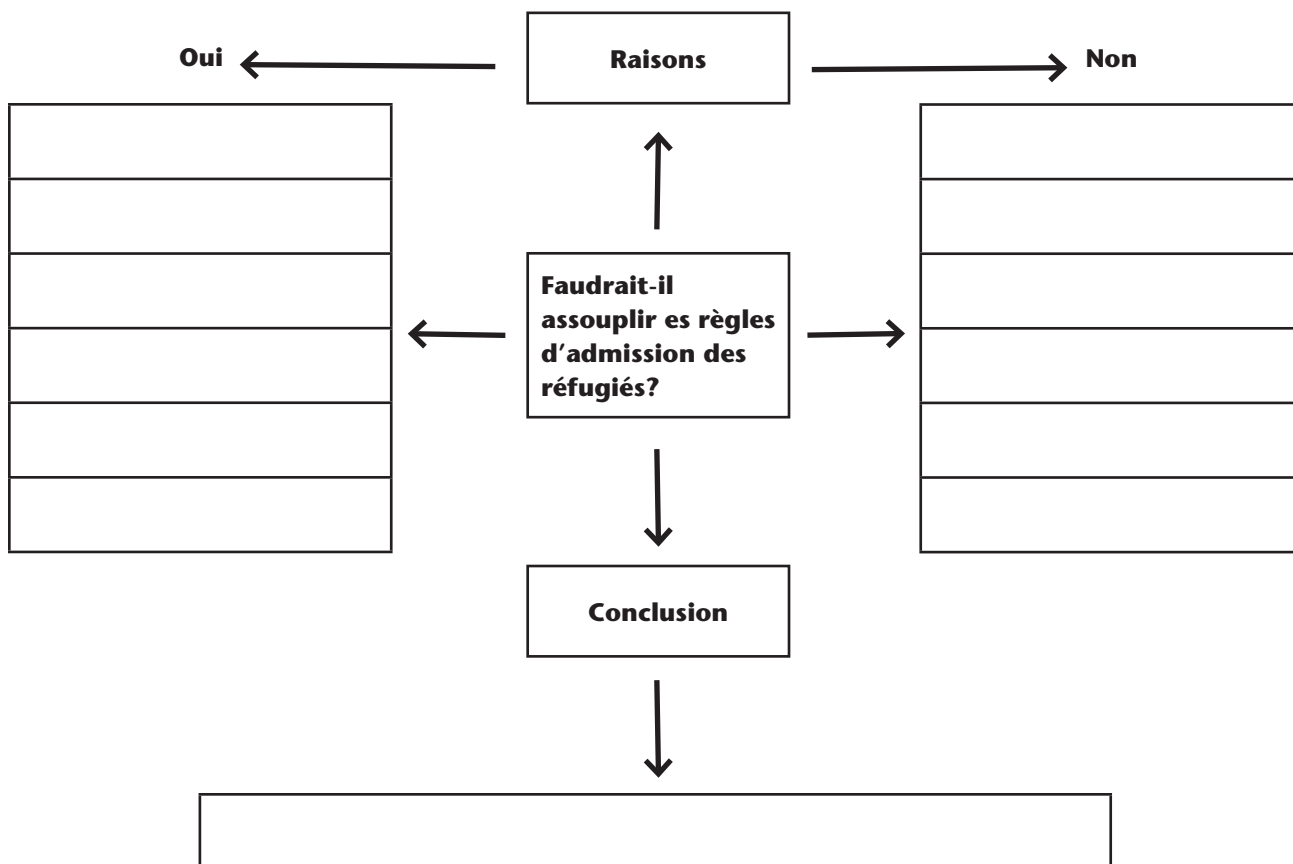 Oui
Raisons
Non
Faudrait-il
assouplir es règles
d'admission des
réfugiés?
Conclusion